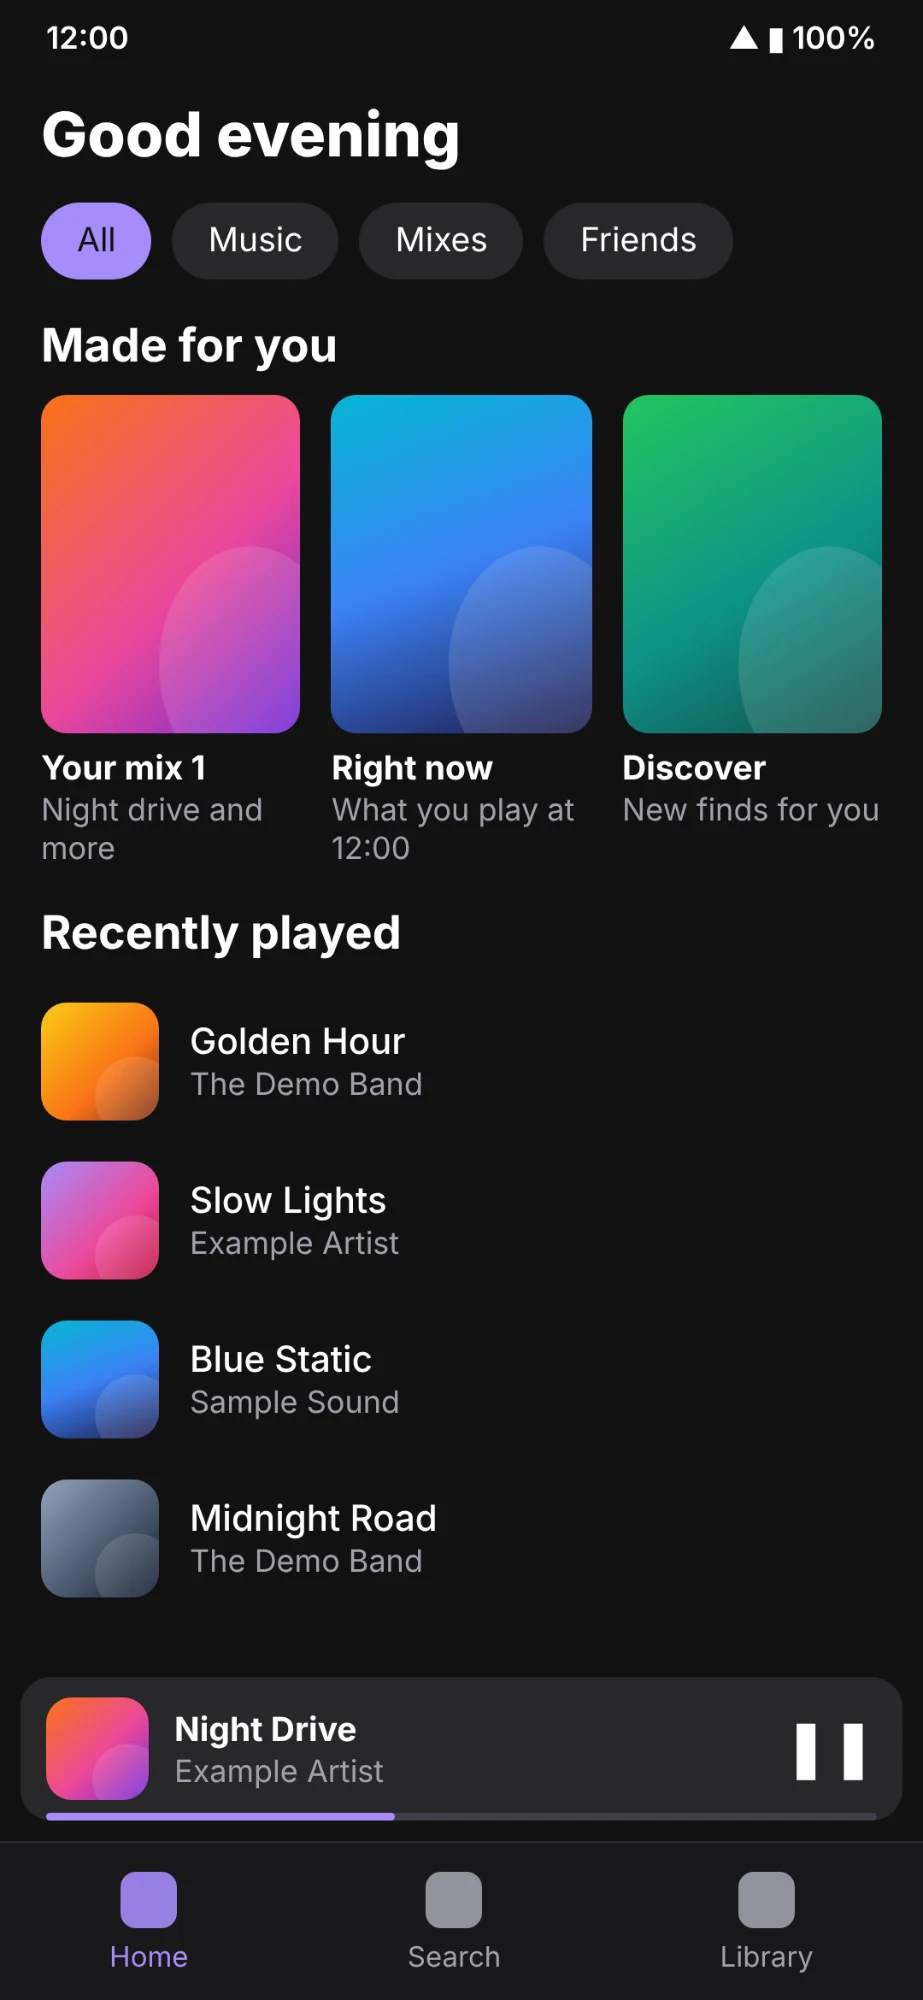 12:00 100%
Good evening
All Music Mixes Friends
Made for you
Your mix 1
Night drive and
more
Right now
What you play at
12:00
Discover
New finds for you
Recently played
Golden Hour
The Demo Band
Slow Lights
Example Artist
Blue Static
Sample Sound
Midnight Road
The Demo Band
Night Drive
Example Artist
Home Search Library